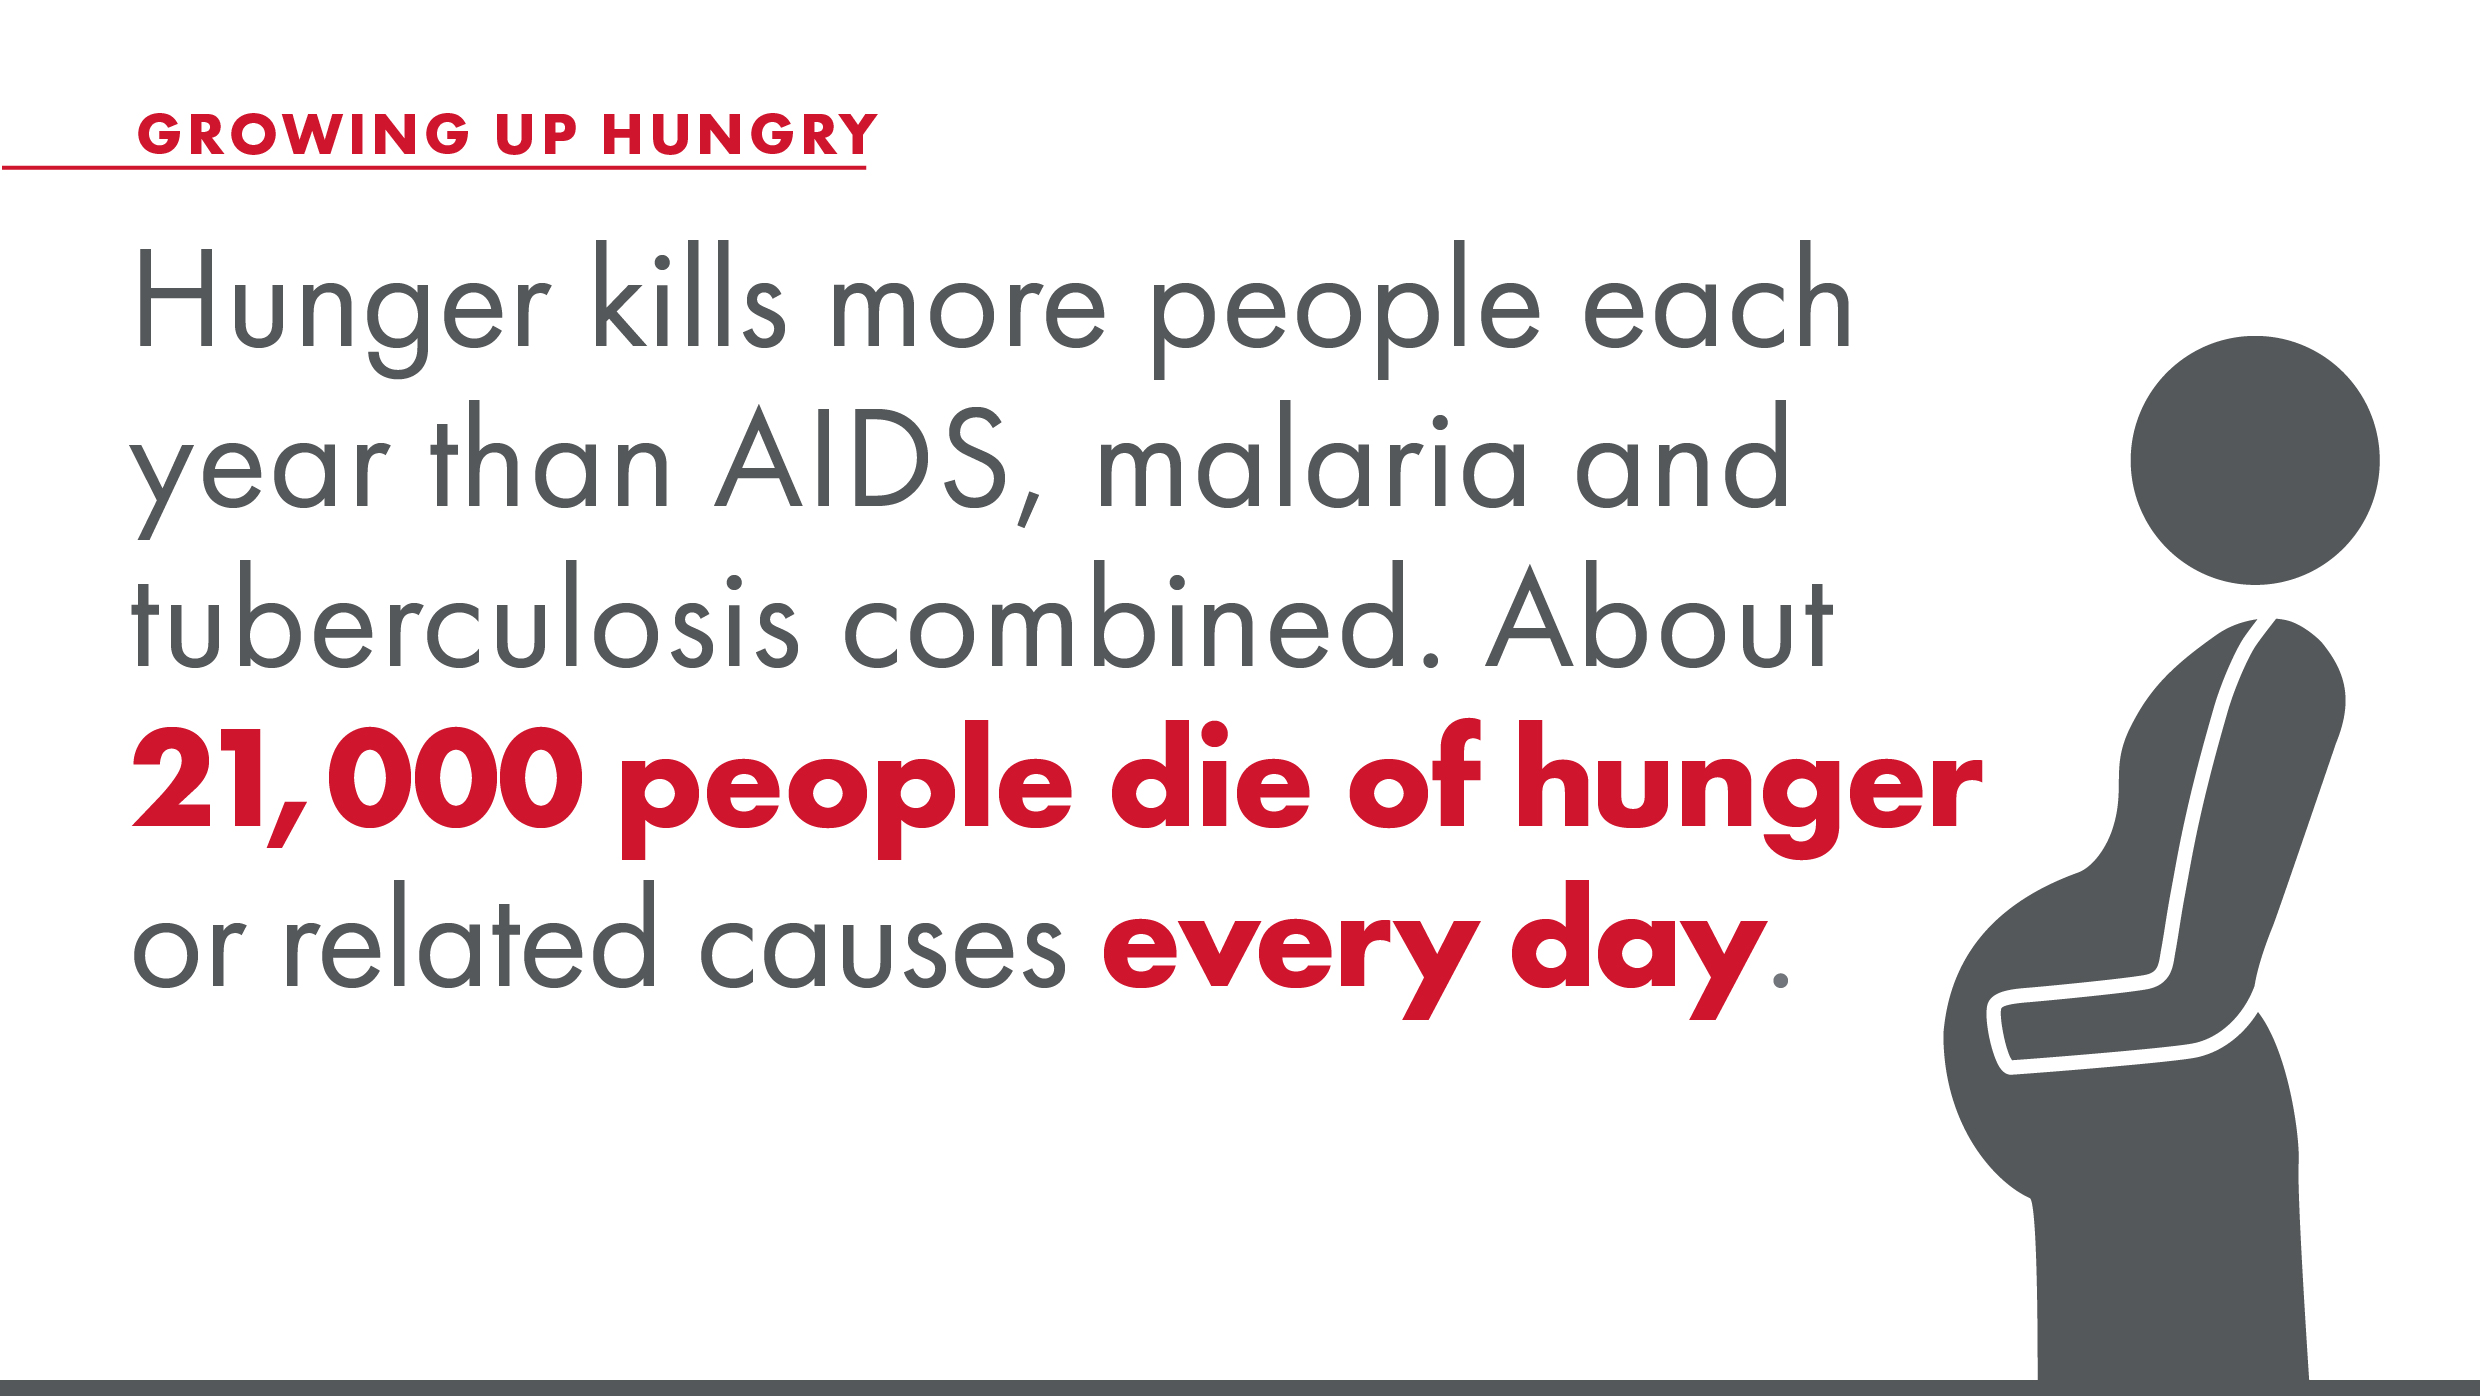 GROWING UP HUNGRY
Hunger kills more people each
year than AIDS, malaria and
tuberculosis combined. About
21,000 people die of hunger
or related causes every day.